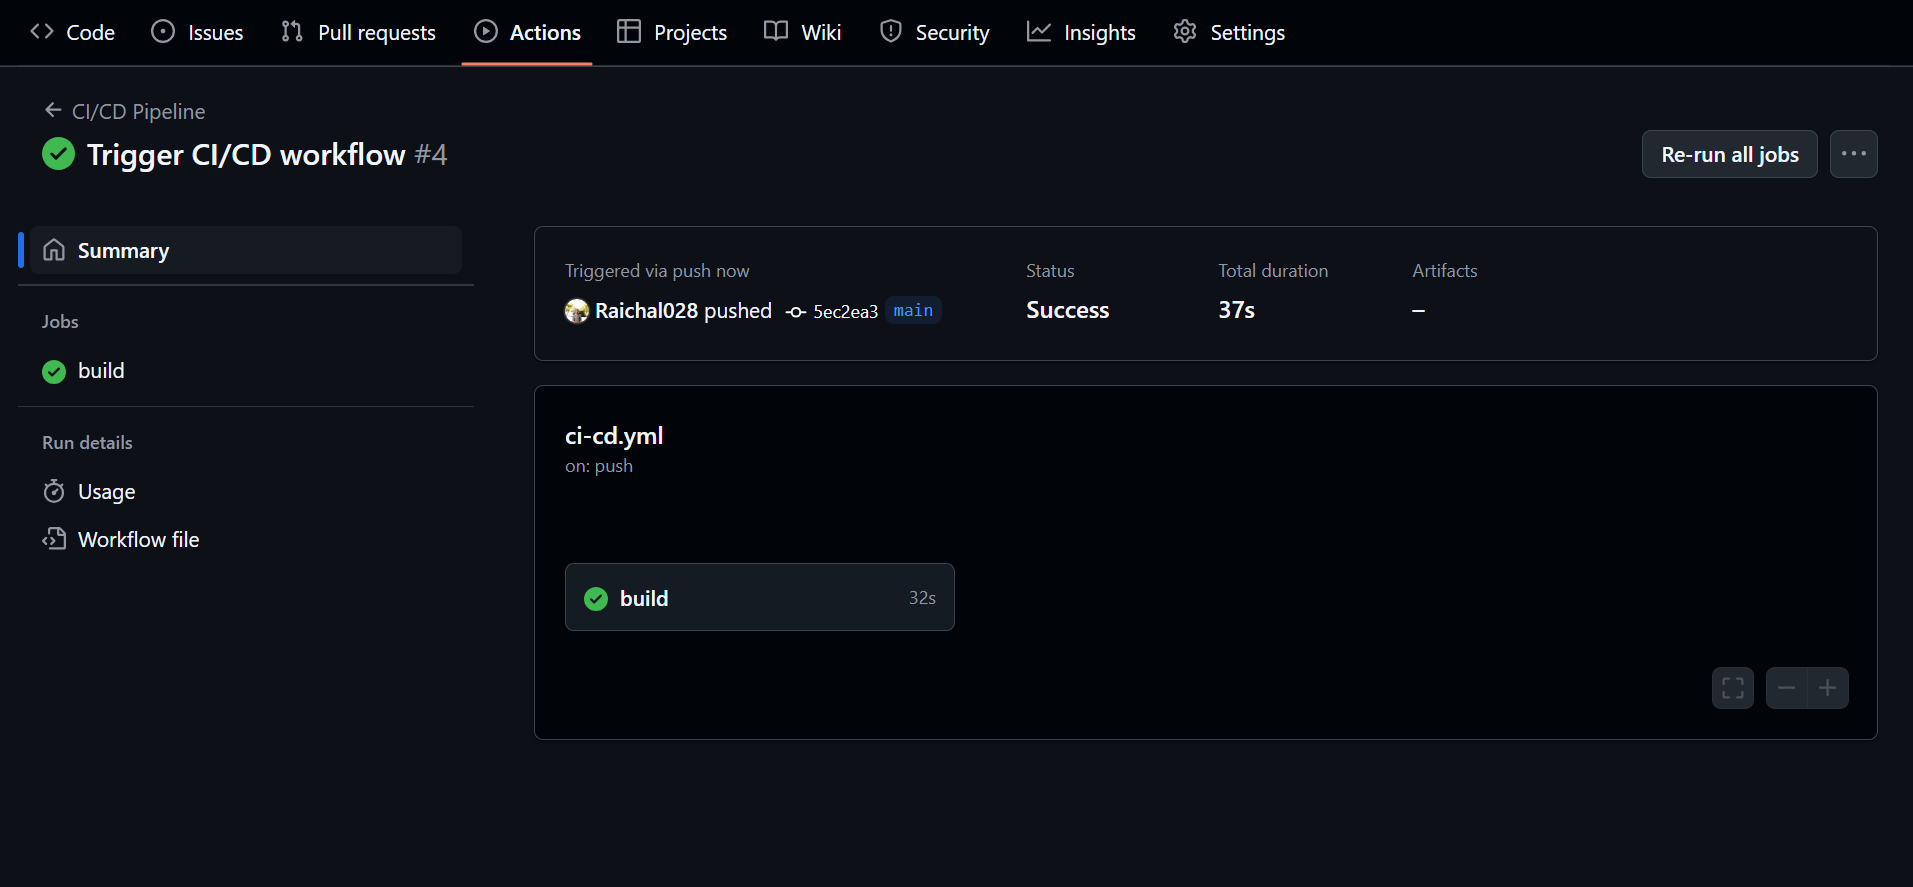 Code Issues Pull requests Actions Projects Wiki Security Insights Settings
CI/CD Pipeline
Trigger CI/CD workflow #4
Re-run all jobs
Summary
Jobs
build
Run details
Usage
Workflow file
Triggered via push now
Raichal028 pushed 5ec2ea3 main
Status
Success
Total duration
37s
Artifacts
–
ci-cd.yml
on: push
build 32s